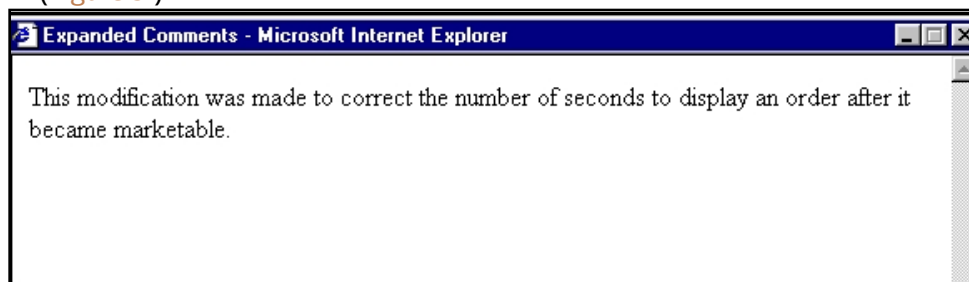 Expanded Comments - Microsoft Internet Explorer
This modification was made to correct the number of seconds to display an order after it
became marketable.